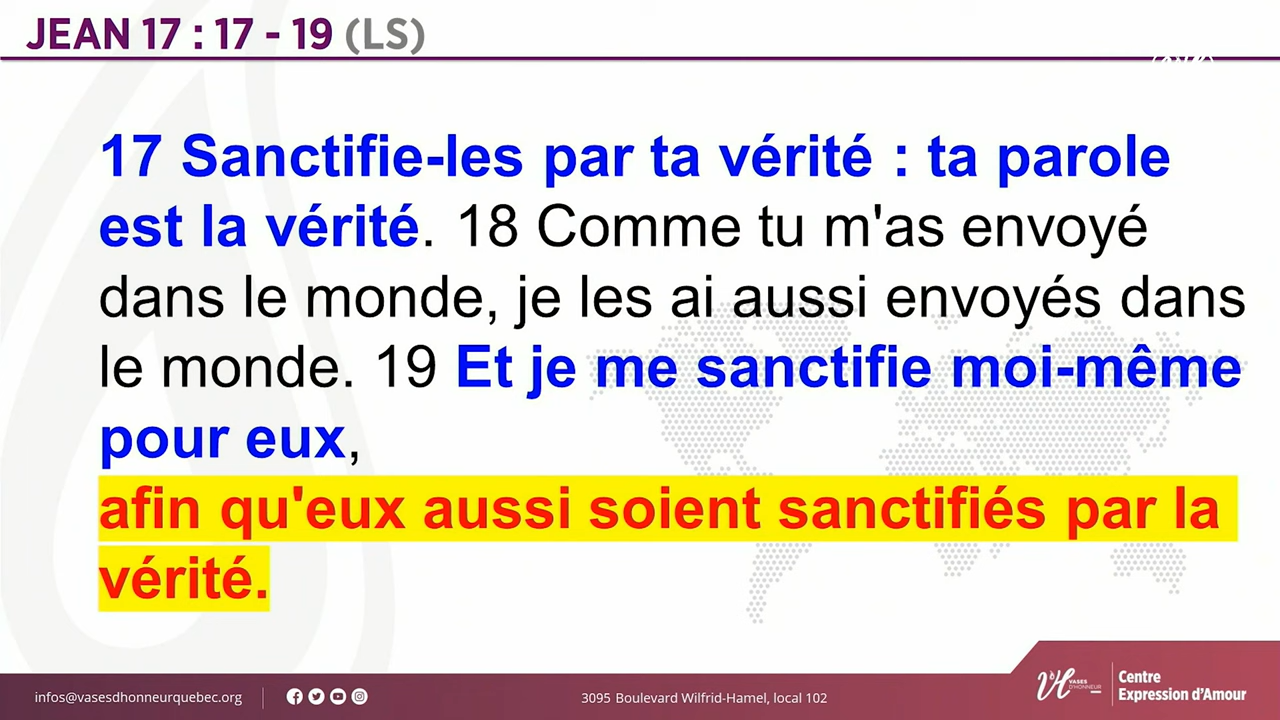 JEAN 17 : 17 - 19 (LS)
17 Sanctifie-les par ta vérité : ta parole
est la vérité. 18 Comme tu m'as envoyé
dans le monde, je les ai aussi envoyés dans
le monde. 19 Et je me sanctifie moi-même
pour eux,
afin qu'eux aussi soient sanctifiés par la
vérité.
infos@vasesdhonneurquebec.org
3095 Boulevard Wilfrid-Hamel, local 102
VASES
D'HONNEUR
Centre
Expression d'Amour